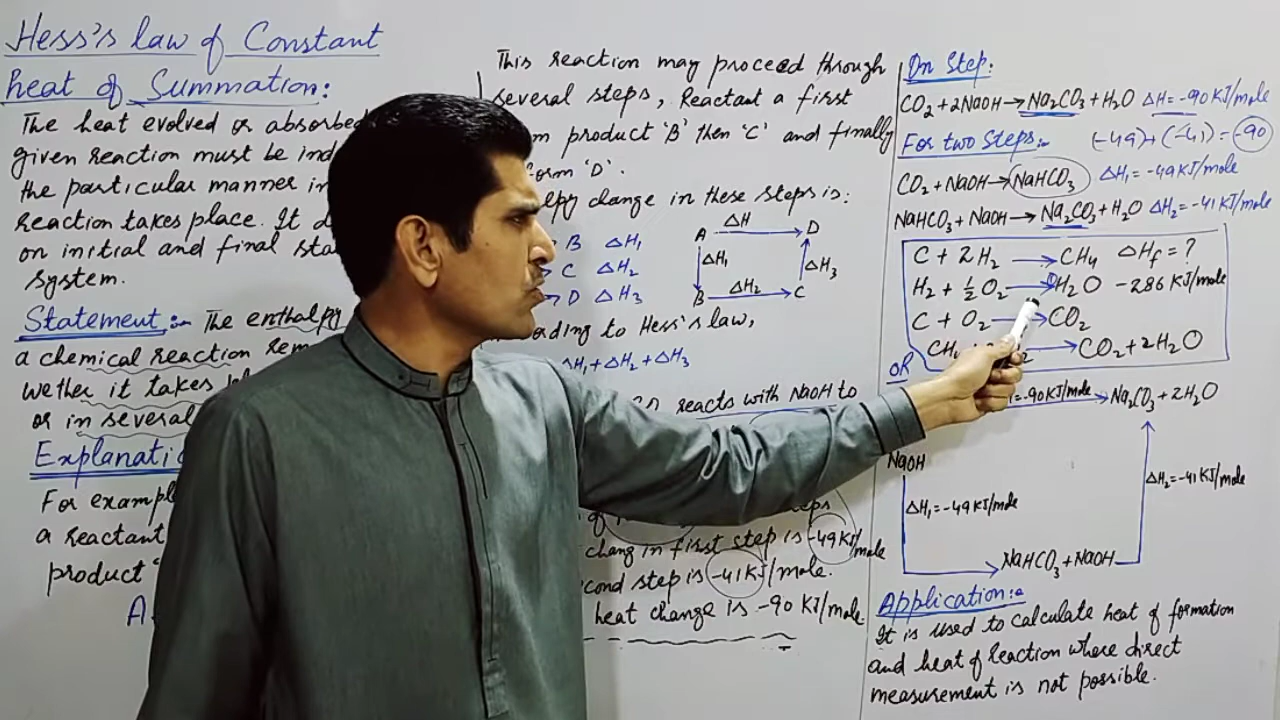 Hess's law of Constant
heat of Summation:
The heat evolved or absorbed
given reaction must be ind
the particular manner in
Reaction takes place. It d
on initial and final sta
system.
Statement:- The enthalpy
a chemical reaction rem
wether it takes pl
or in several
Explanati
For exampl
a reactant
product '
A
This reaction may proceed through
several steps, Reactant a first
m product 'B' then 'C' and finally
form 'D'.
lpy change in these steps is:
B ΔH₁
C ΔH₂
D ΔH₃
A ΔH D
ΔH₁ ΔH₃
B ΔH₂ C
ording to Hess's law,
ΔH₁ + ΔH₂ + ΔH₃
reacts with NaOH to
steps
chang in first step is -49 KJ/mole
cond step is -41 KJ/mole.
heat change is -90 KJ/mole
On Step:
CO₂ + 2NaOH → Na₂CO₃ + H₂O ΔH = -90 KJ/mole
For two Steps:- (-49)+(-41) = -90
CO₂ + NaOH → NaHCO₃ ΔH₁ = -49 KJ/mole
NaHCO₃ + NaOH → Na₂CO₃ + H₂O ΔH₂ = -41 KJ/mole
C + 2H₂ → CH₄ ΔHf = ?
H₂ + ½O₂ → H₂O -286 KJ/mole
C + O₂ → CO₂
CH₄ → CO₂ + 2H₂O
OR
= -90 KJ/mole → Na₂CO₃ + 2H₂O
NaOH
ΔH₁ = -49 KJ/mole
ΔH₂ = -41 KJ/mole
NaHCO₃ + NaOH
Application:-
It is used to calculate heat of formation
and heat of reaction where direct
measurement is not possible.